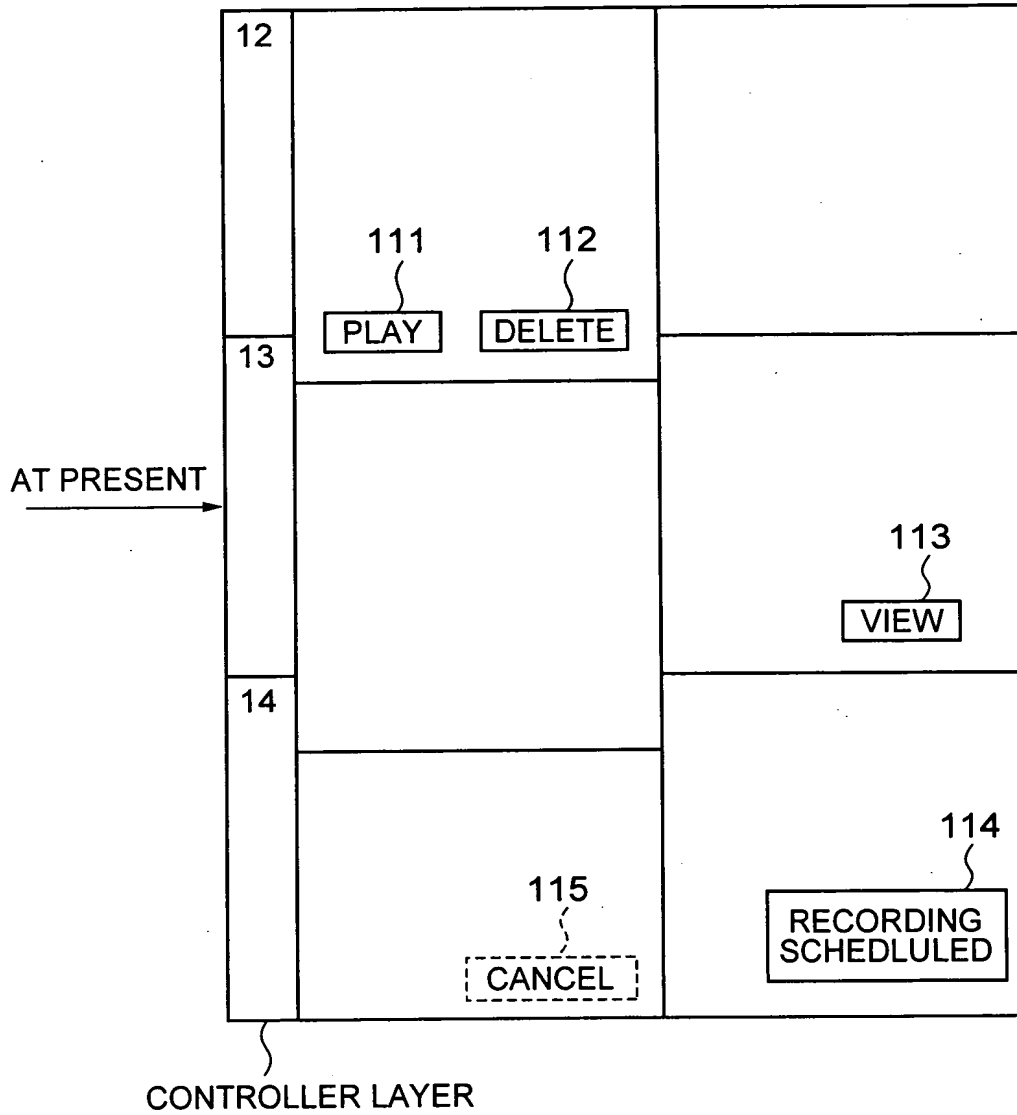 12
111
112
PLAY
DELETE
13
AT PRESENT
113
VIEW
14
114
RECORDING
SCHEDLULED
115
CANCEL
CONTROLLER LAYER